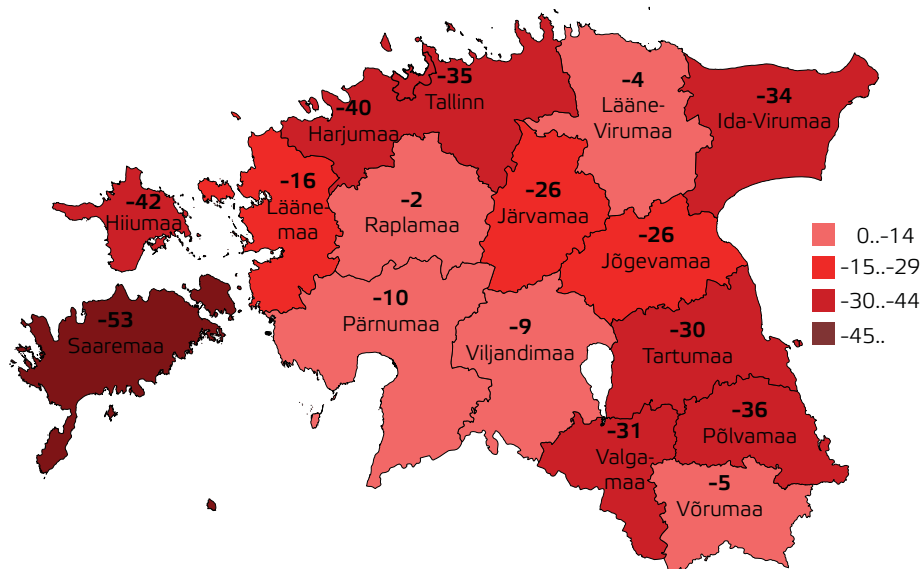 -35
Tallinn
-40
Harjumaa
-4
Lääne-
Virumaa
-34
Ida-Virumaa
-42
Hiiumaa
-16
Lääne-
maa
-2
Raplamaa
-26
Järvamaa
-26
Jõgevamaa
-53
Saaremaa
-10
Pärnumaa
-9
Viljandimaa
-30
Tartumaa
-31
Valga-
maa
-36
Põlvamaa
-5
Võrumaa
0..-14
-15..-29
-30..-44
-45..